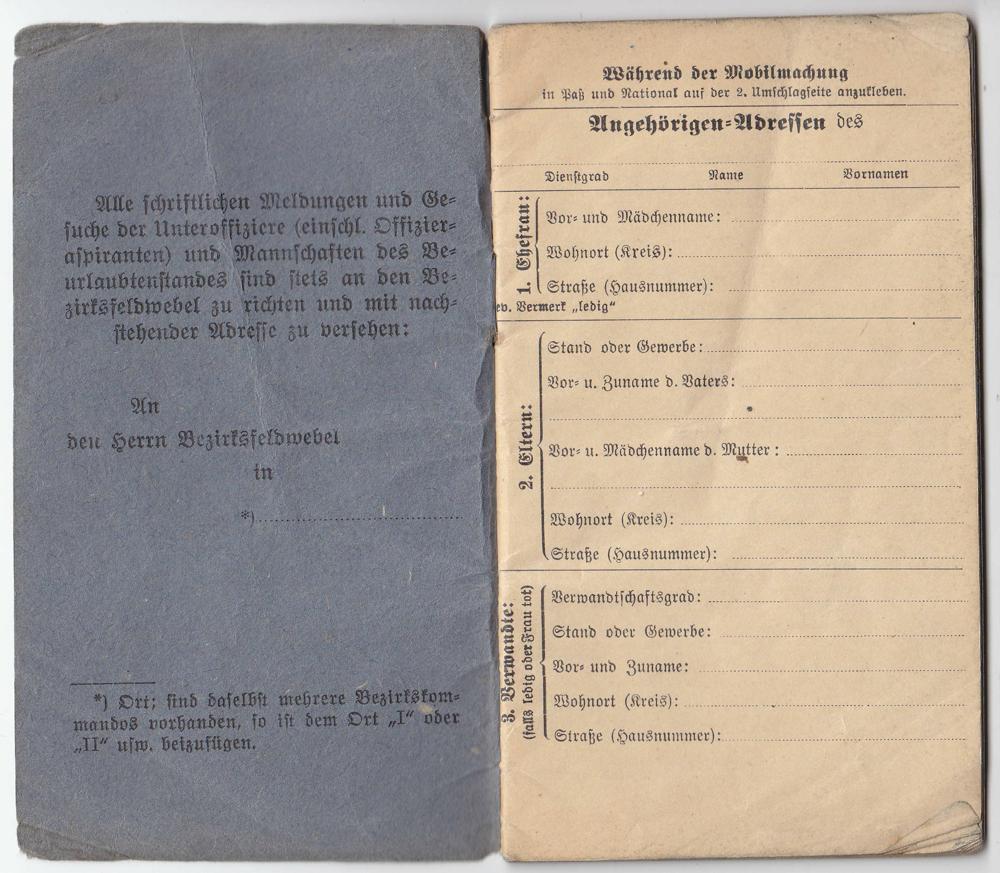 Alle schriftlichen Meldungen und Ge-
suche der Unteroffiziere (einschl. Offizier-
aspiranten) und Mannschaften des Be-
urlaubtenstandes sind stets an den Be-
zirksfeldwebel zu richten und mit nach-
stehender Adresse zu versehen:
An
den Herrn Bezirksfeldwebel
in
*)
*) Ort; sind daselbst mehrere Bezirkskom-
mandos vorhanden, so ist dem Ort „I“ oder
„II“ usw. beizufügen.
Während der Mobilmachung
in Paß und National auf der 2. Umschlagseite anzukleben.
Angehörigen-Adressen des
Dienstgrad Name Vornamen
1. Ehefrau:
Vor- und Mädchenname:
Wohnort (Kreis):
Straße (Hausnummer):
ev. Vermerk „ledig“
2. Eltern:
Stand oder Gewerbe:
Vor- u. Zuname d. Vaters:
Vor- u. Mädchenname d. Mutter:
Wohnort (Kreis):
Straße (Hausnummer):
3. Verwandte:
(falls ledig oder Frau tot)
Verwandtschaftsgrad:
Stand oder Gewerbe:
Vor- und Zuname:
Wohnort (Kreis):
Straße (Hausnummer):